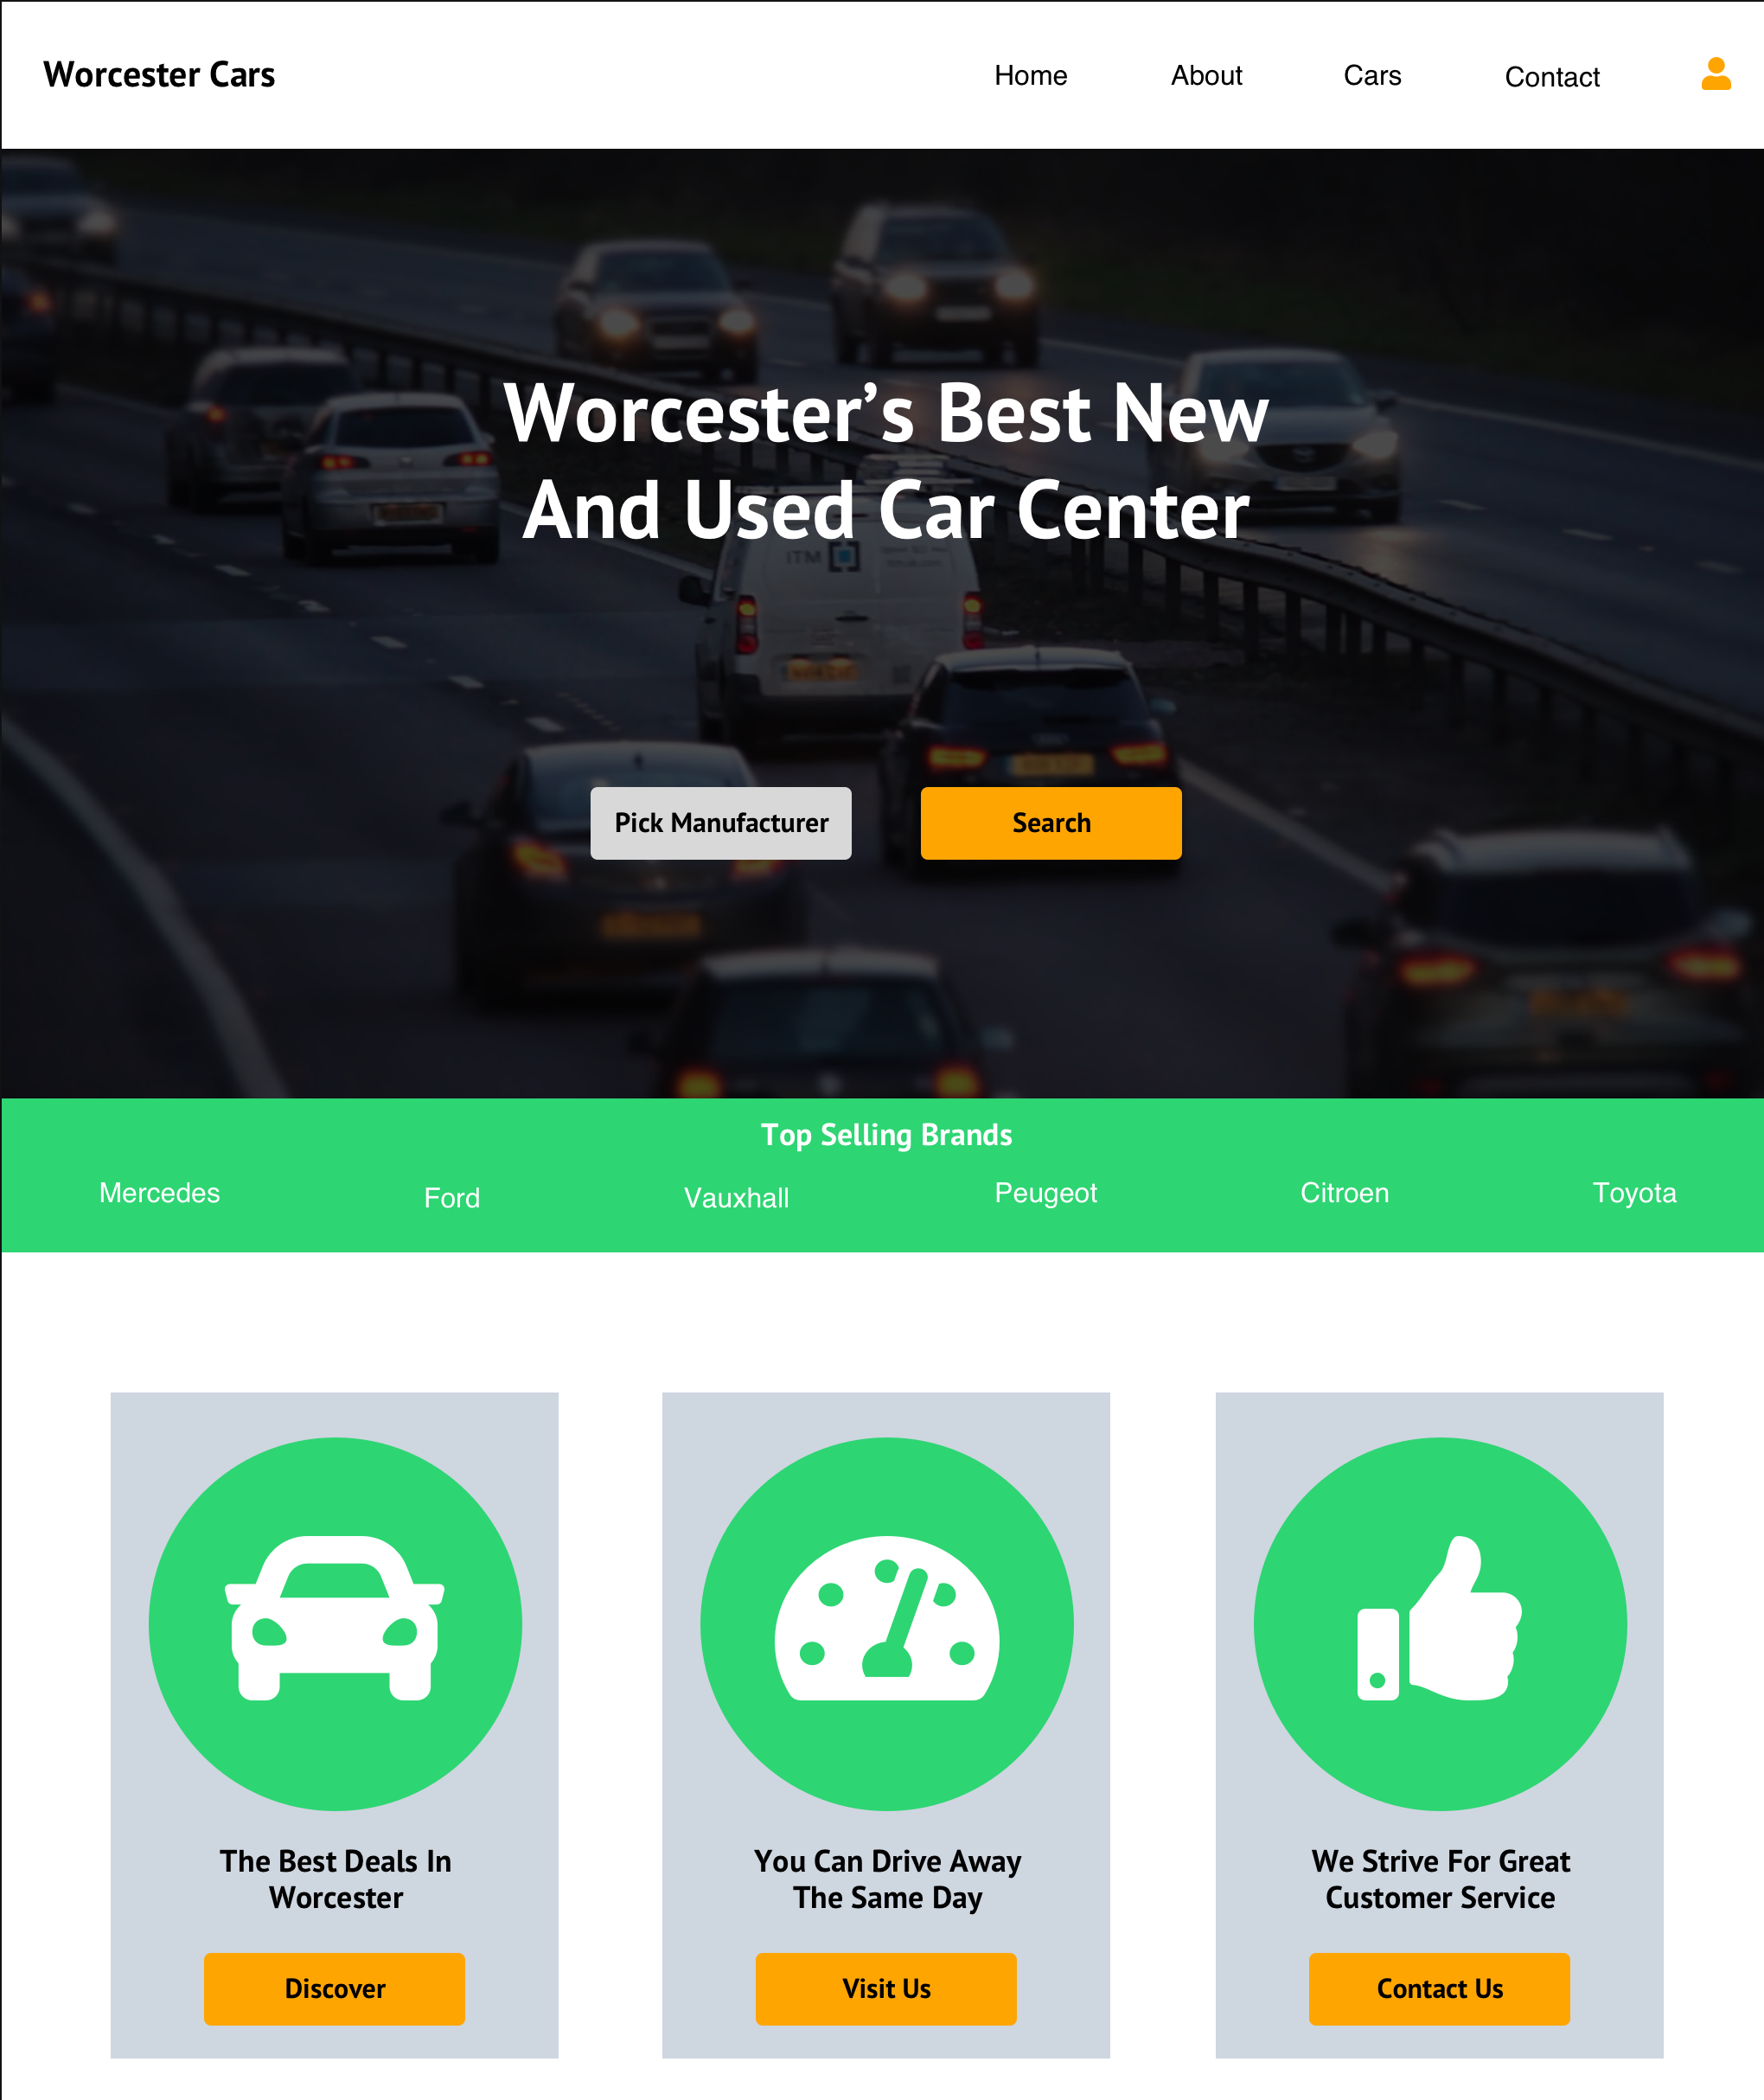 Worcester Cars
Home About Cars Contact
Worcester’s Best New
And Used Car Center
ITM
Pick Manufacturer
Search
Top Selling Brands
Mercedes Ford Vauxhall Peugeot Citroen Toyota
The Best Deals In
Worcester
Discover
You Can Drive Away
The Same Day
Visit Us
We Strive For Great
Customer Service
Contact Us